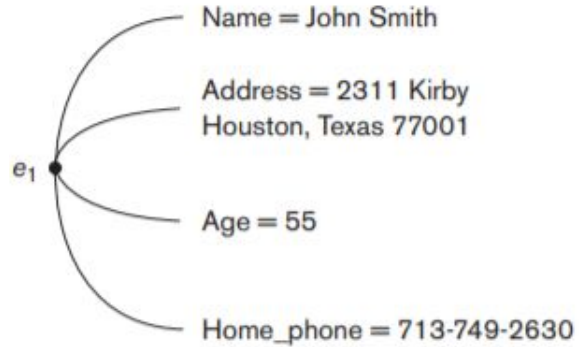 Name = John Smith
Address = 2311 Kirby
Houston, Texas 77001
e1
Age = 55
Home_phone = 713-749-2630